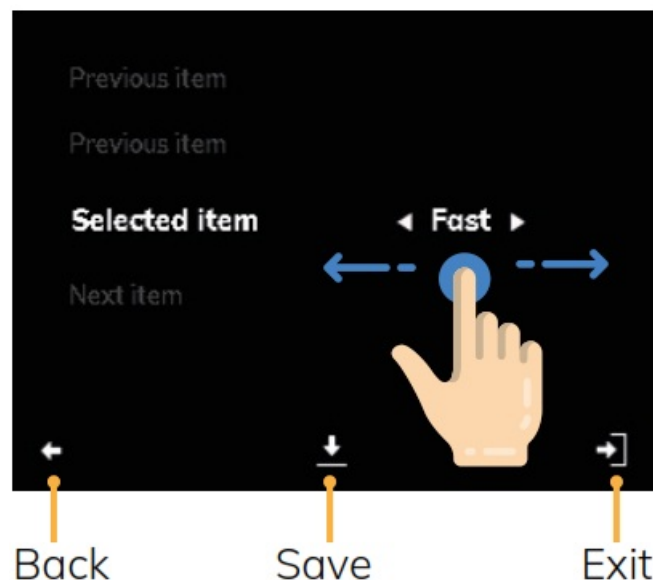 Previous item
Previous item
Selected item ◂ Fast ▸
Next item
Back Save Exit